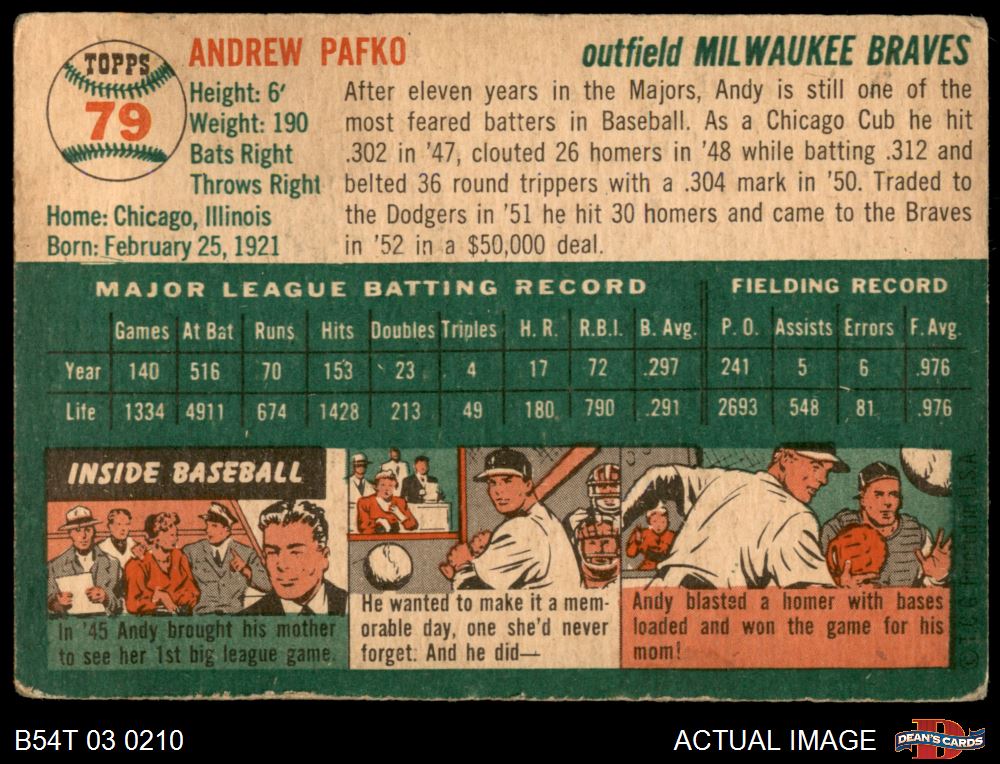 TOPPS
79
ANDREW PAFKO
outfield MILWAUKEE BRAVES
Height: 6'
Weight: 190
Bats Right
Throws Right
Home: Chicago, Illinois
Born: February 25, 1921
After eleven years in the Majors, Andy is still one of the
most feared batters in Baseball. As a Chicago Cub he hit
.302 in '47, clouted 26 homers in '48 while batting .312 and
belted 36 round trippers with a .304 mark in '50. Traded to
the Dodgers in '51 he hit 30 homers and came to the Braves
in '52 in a $50,000 deal.
MAJOR LEAGUE BATTING RECORD FIELDING RECORD
Games At Bat Runs Hits Doubles Triples H. R. R.B.I. B. Avg. P. O. Assists Errors F. Avg.
Year 140 516 70 153 23 4 17 72 .297 241 5 6 .976
Life 1334 4911 674 1428 213 49 180 790 .291 2693 548 81 .976
INSIDE BASEBALL
In '45 Andy brought his mother
to see her 1st big league game.
He wanted to make it a mem-
orable day, one she'd never
forget. And he did—
Andy blasted a homer with bases
loaded and won the game for his
mom!
B54T 03 0210
ACTUAL IMAGE
DEAN'S CARDS